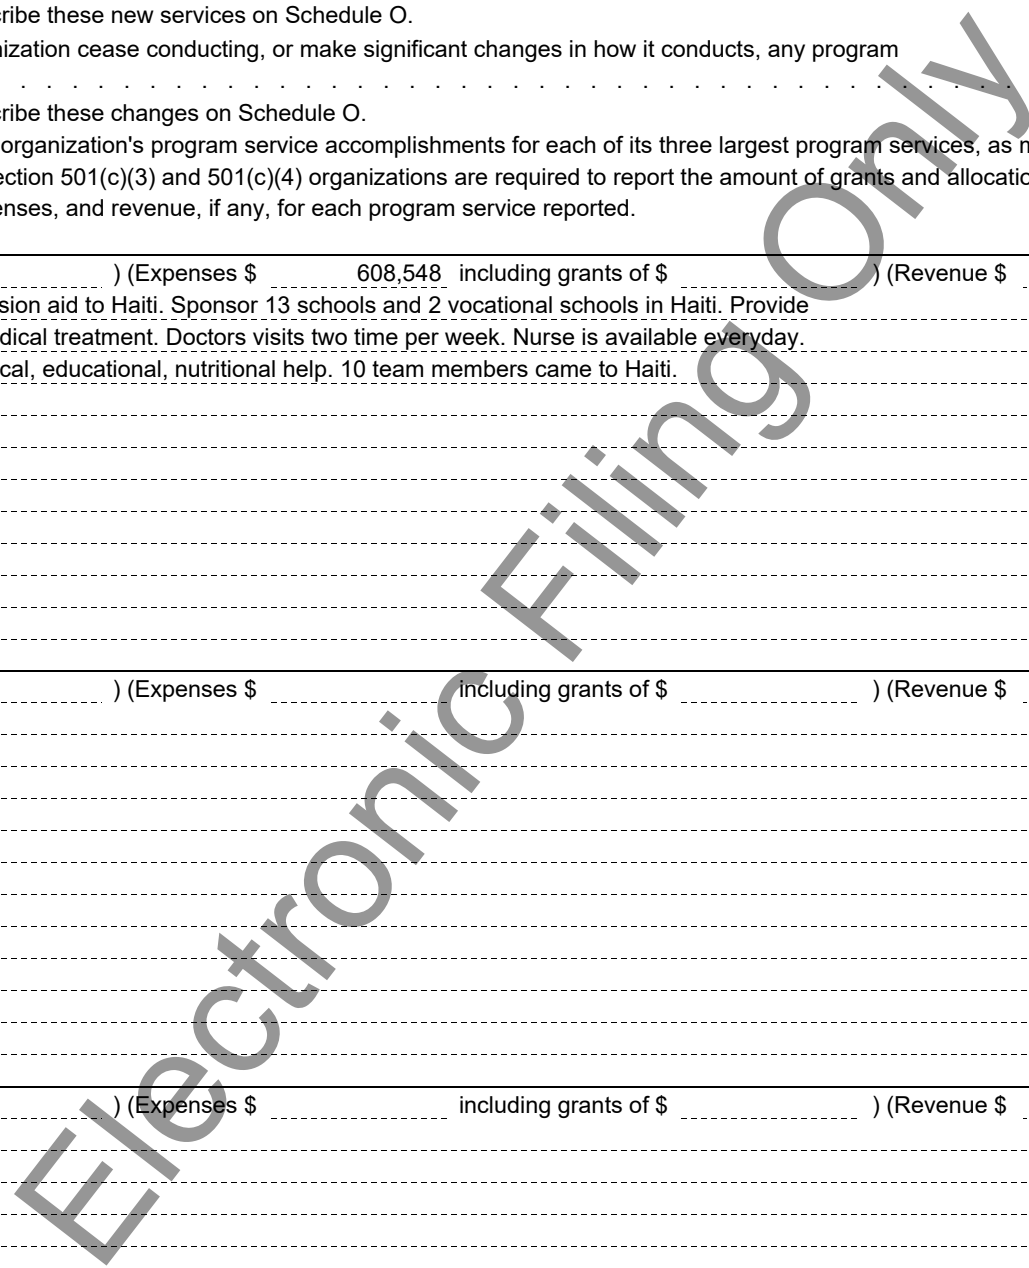 ribe these new services on Schedule O.
nization cease conducting, or make significant changes in how it conducts, any program
. . . . . . . . . . . . . . . . . . . . . . . . . . . . . . . . . . . . . . .
ribe these changes on Schedule O.
organization's program service accomplishments for each of its three largest program services, as m
ection 501(c)(3) and 501(c)(4) organizations are required to report the amount of grants and allocatio
enses, and revenue, if any, for each program service reported.
) (Expenses $ 608,548 including grants of $ ) (Revenue $
sion aid to Haiti. Sponsor 13 schools and 2 vocational schools in Haiti. Provide
dical treatment. Doctors visits two time per week. Nurse is available everyday.
cal, educational, nutritional help. 10 team members came to Haiti.
) (Expenses $ including grants of $ ) (Revenue $
) (Expenses $ including grants of $ ) (Revenue $
Electronic Filing Only